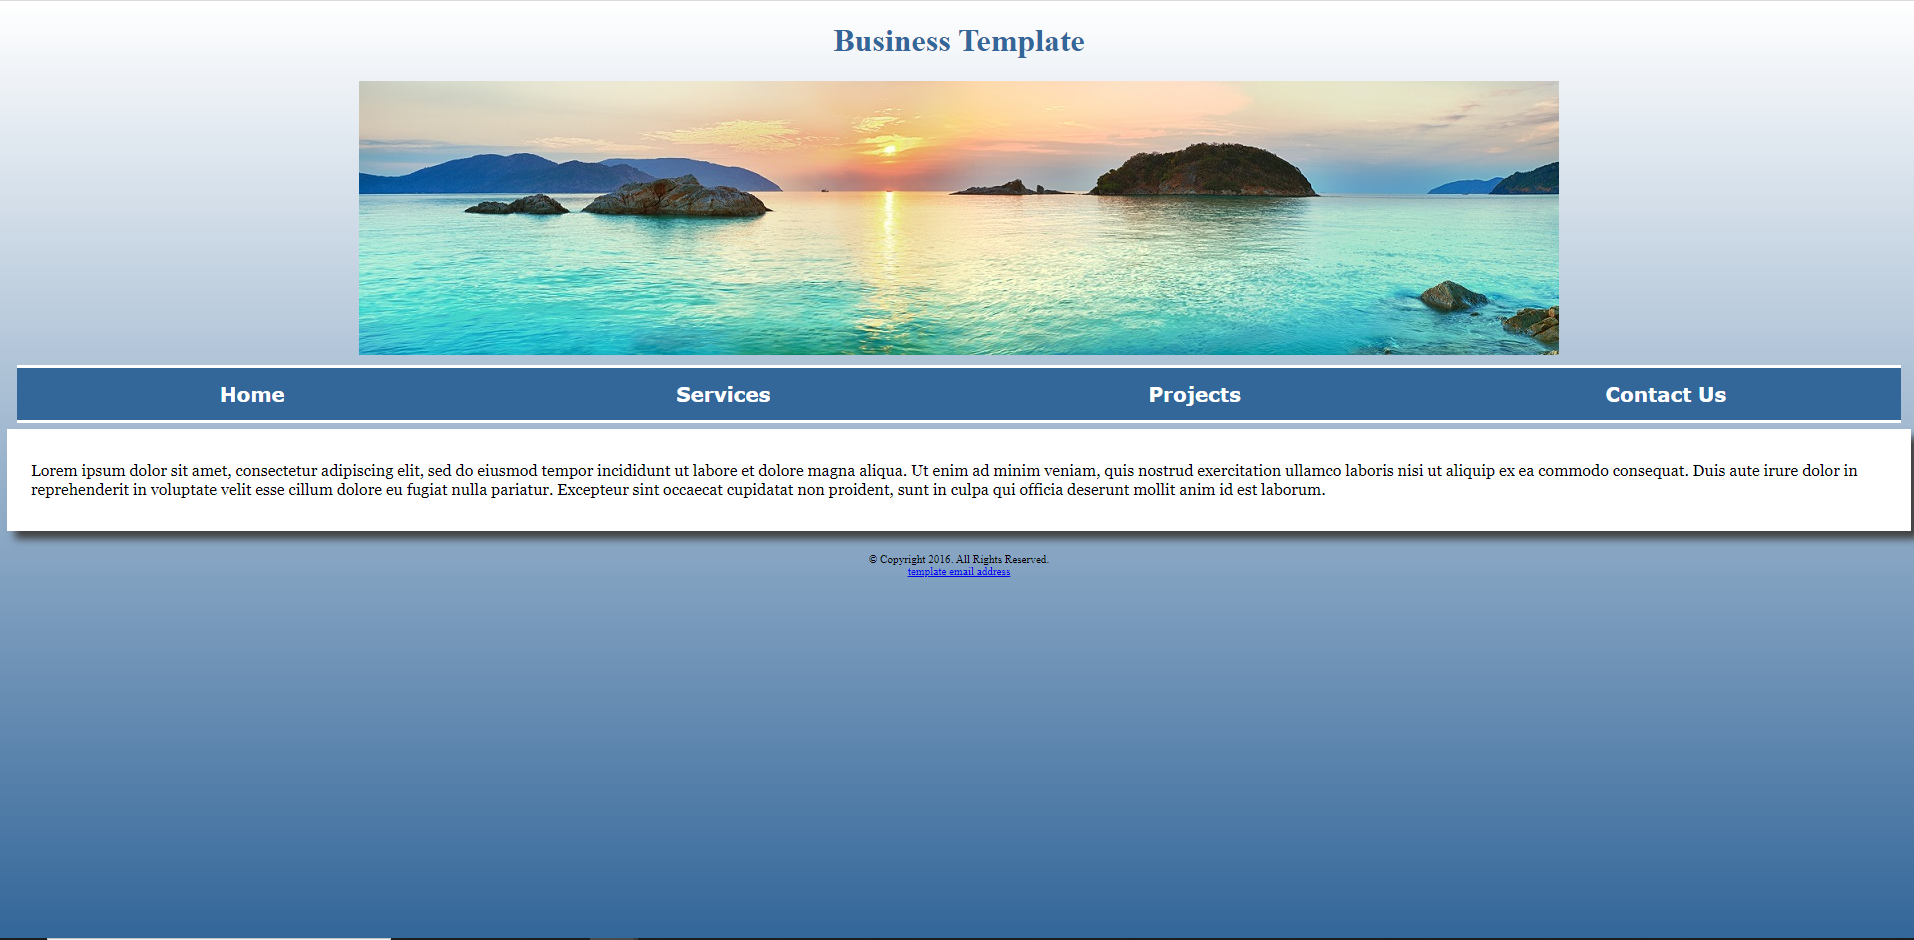 Business Template
Home Services Projects Contact Us
Lorem ipsum dolor sit amet, consectetur adipiscing elit, sed do eiusmod tempor incididunt ut labore et dolore magna aliqua. Ut enim ad minim veniam, quis nostrud exercitation ullamco laboris nisi ut aliquip ex ea commodo consequat. Duis aute irure dolor in
reprehenderit in voluptate velit esse cillum dolore eu fugiat nulla pariatur. Excepteur sint occaecat cupidatat non proident, sunt in culpa qui officia deserunt mollit anim id est laborum.
© Copyright 2016. All Rights Reserved.
template email address